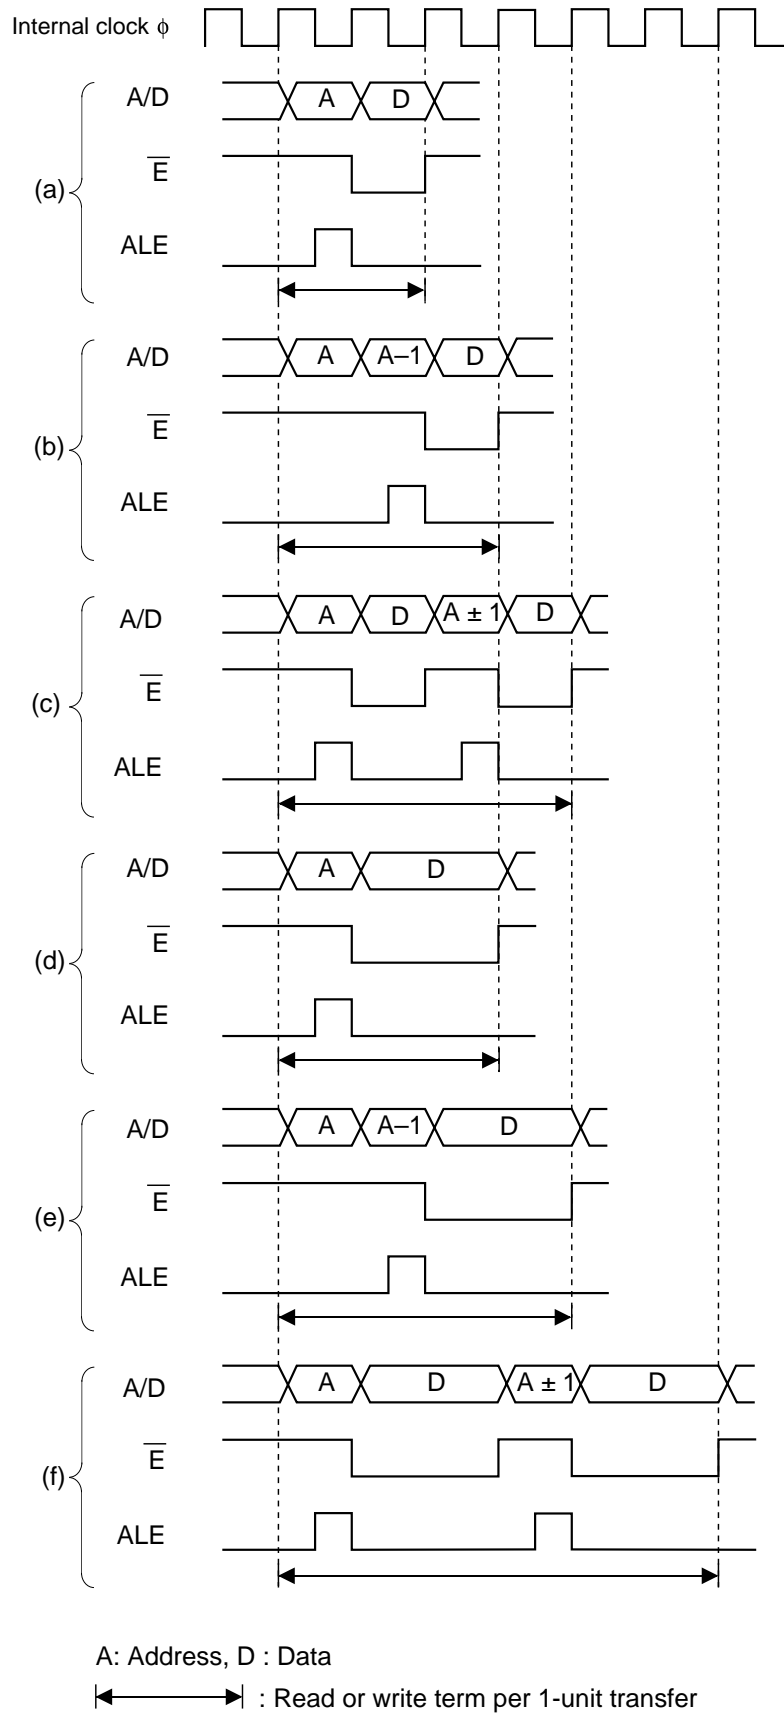 Internal clock ϕ
(a)
A/D A D
E̅
ALE
(b)
A/D A A–1 D
E̅
ALE
(c)
A/D A D A ± 1 D
E̅
ALE
(d)
A/D A D
E̅
ALE
(e)
A/D A A–1 D
E̅
ALE
(f)
A/D A D A ± 1 D
E̅
ALE
A: Address, D : Data
: Read or write term per 1-unit transfer